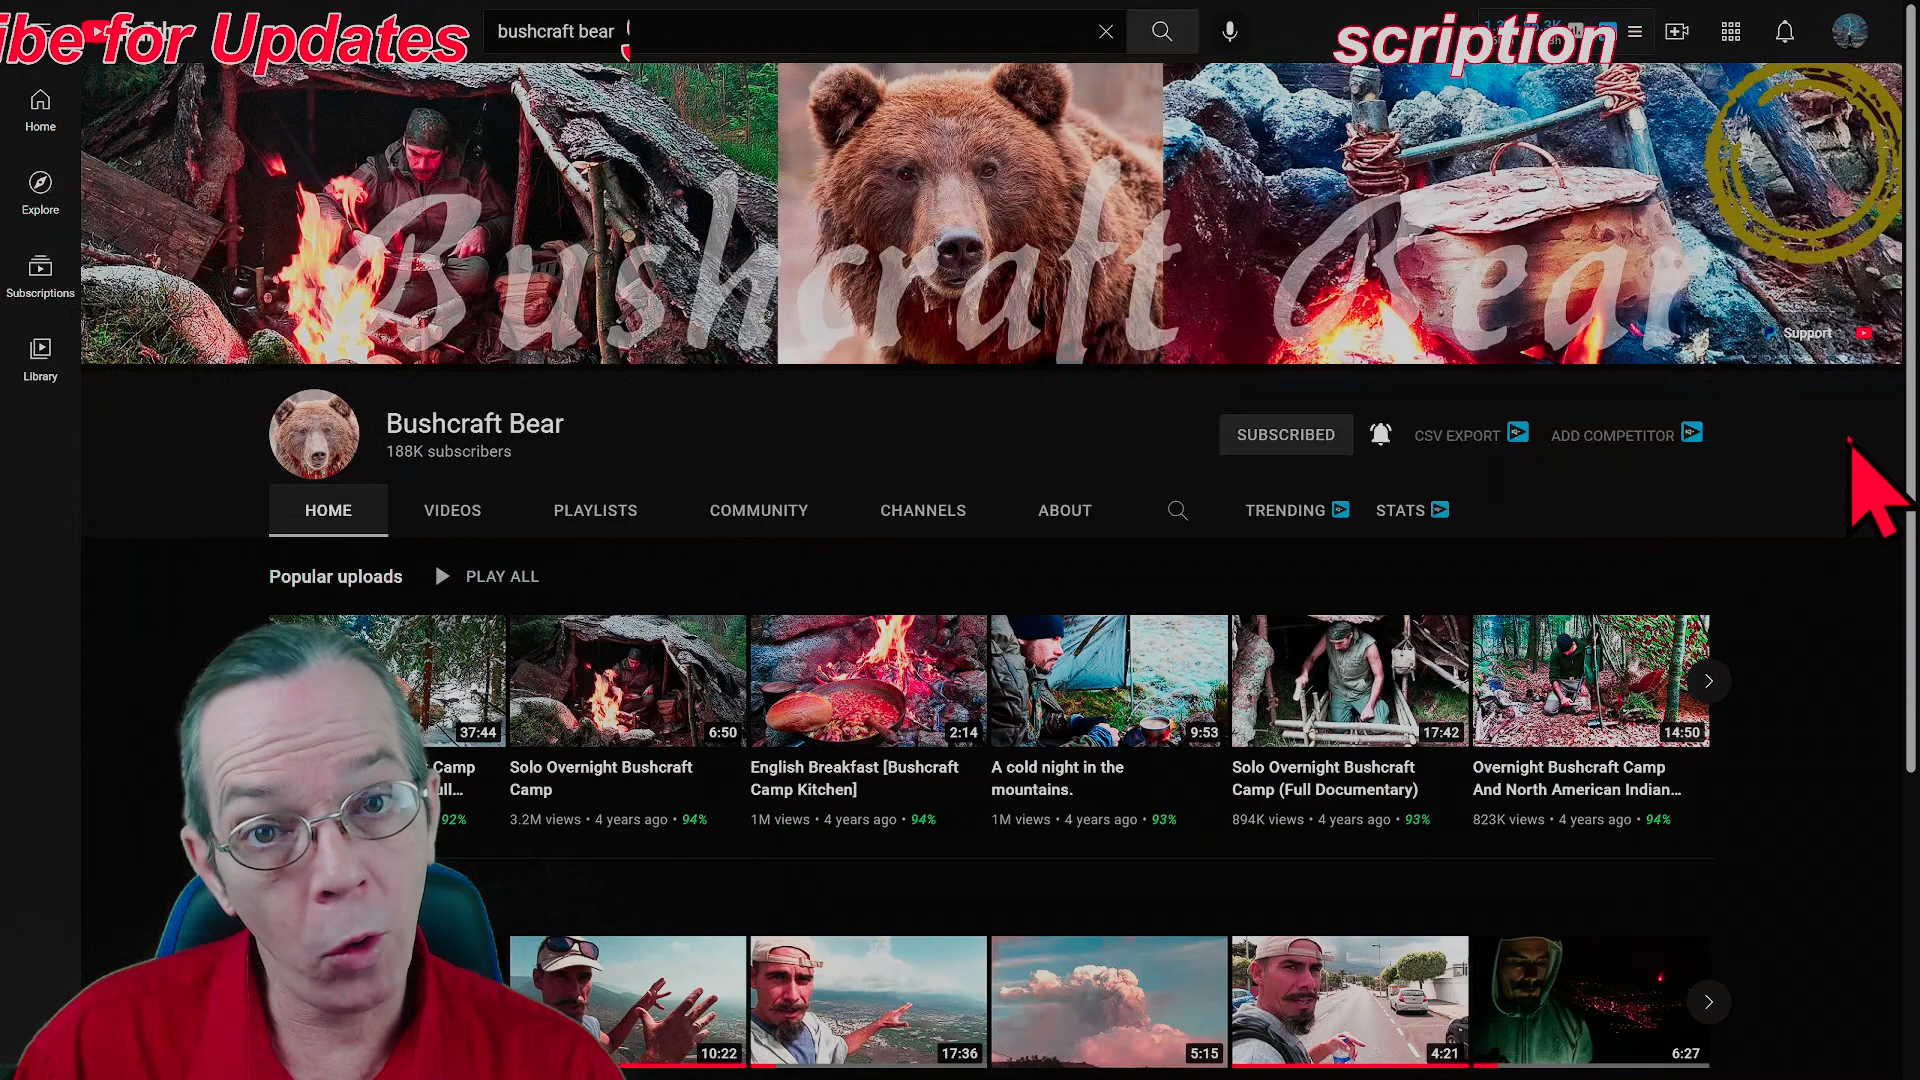 ibe for Updates
bushcraft bear
scription
Home
Explore
Subscriptions
Library
Bushcraft Bear
Support
Bushcraft Bear
188K subscribers
SUBSCRIBED
CSV EXPORT
ADD COMPETITOR
HOME
VIDEOS
PLAYLISTS
COMMUNITY
CHANNELS
ABOUT
TRENDING
STATS
Popular uploads
PLAY ALL
37:44
6:50
2:14
9:53
17:42
14:50
Camp
Solo Overnight Bushcraft
Camp
English Breakfast [Bushcraft
Camp Kitchen]
A cold night in the
mountains.
Solo Overnight Bushcraft
Camp (Full Documentary)
Overnight Bushcraft Camp
And North American Indian...
92%
3.2M views • 4 years ago • 94%
1M views • 4 years ago • 94%
1M views • 4 years ago • 93%
894K views • 4 years ago • 93%
823K views • 4 years ago • 94%
10:22
17:36
5:15
4:21
6:27